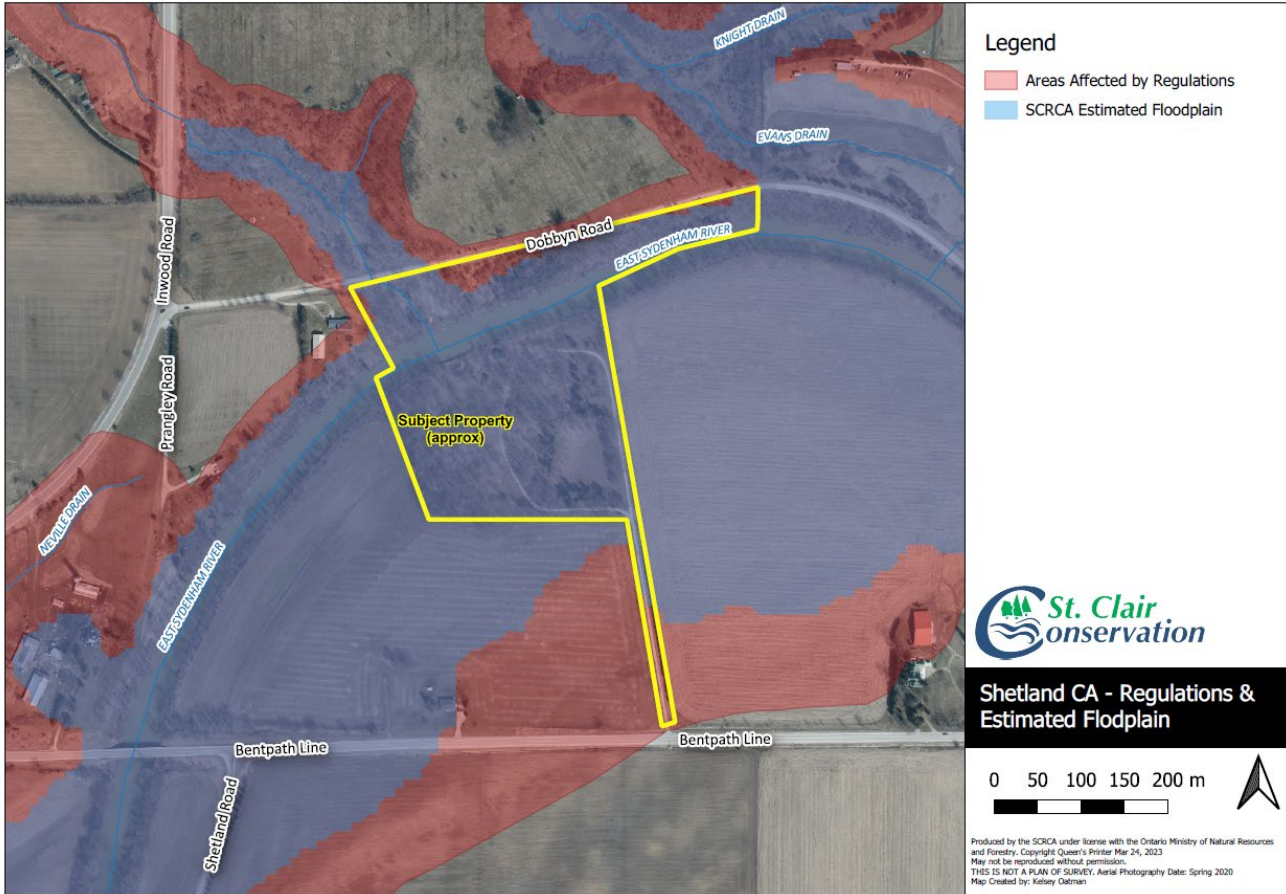 KNIGHT DRAIN
EVANS DRAIN
Inwood Road
Dobbyn Road
EAST SYDENHAM RIVER
Prangley Road
Subject Property
(approx)
NEVILLE DRAIN
EAST SYDENHAM RIVER
Bentpath Line
Bentpath Line
Shetland Road
Legend
Areas Affected by Regulations
SCRCA Estimated Floodplain
St. Clair
Conservation
Shetland CA - Regulations &
Estimated Flodplain
0 50 100 150 200 m
Produced by the SCRCA under license with the Ontario Ministry of Natural Resources
and Forestry. Copyright Queen's Printer Mar 24, 2023
May not be reproduced without permission.
THIS IS NOT A PLAN OF SURVEY. Aerial Photography Date: Spring 2020
Map Created by: Kelsey Oatman